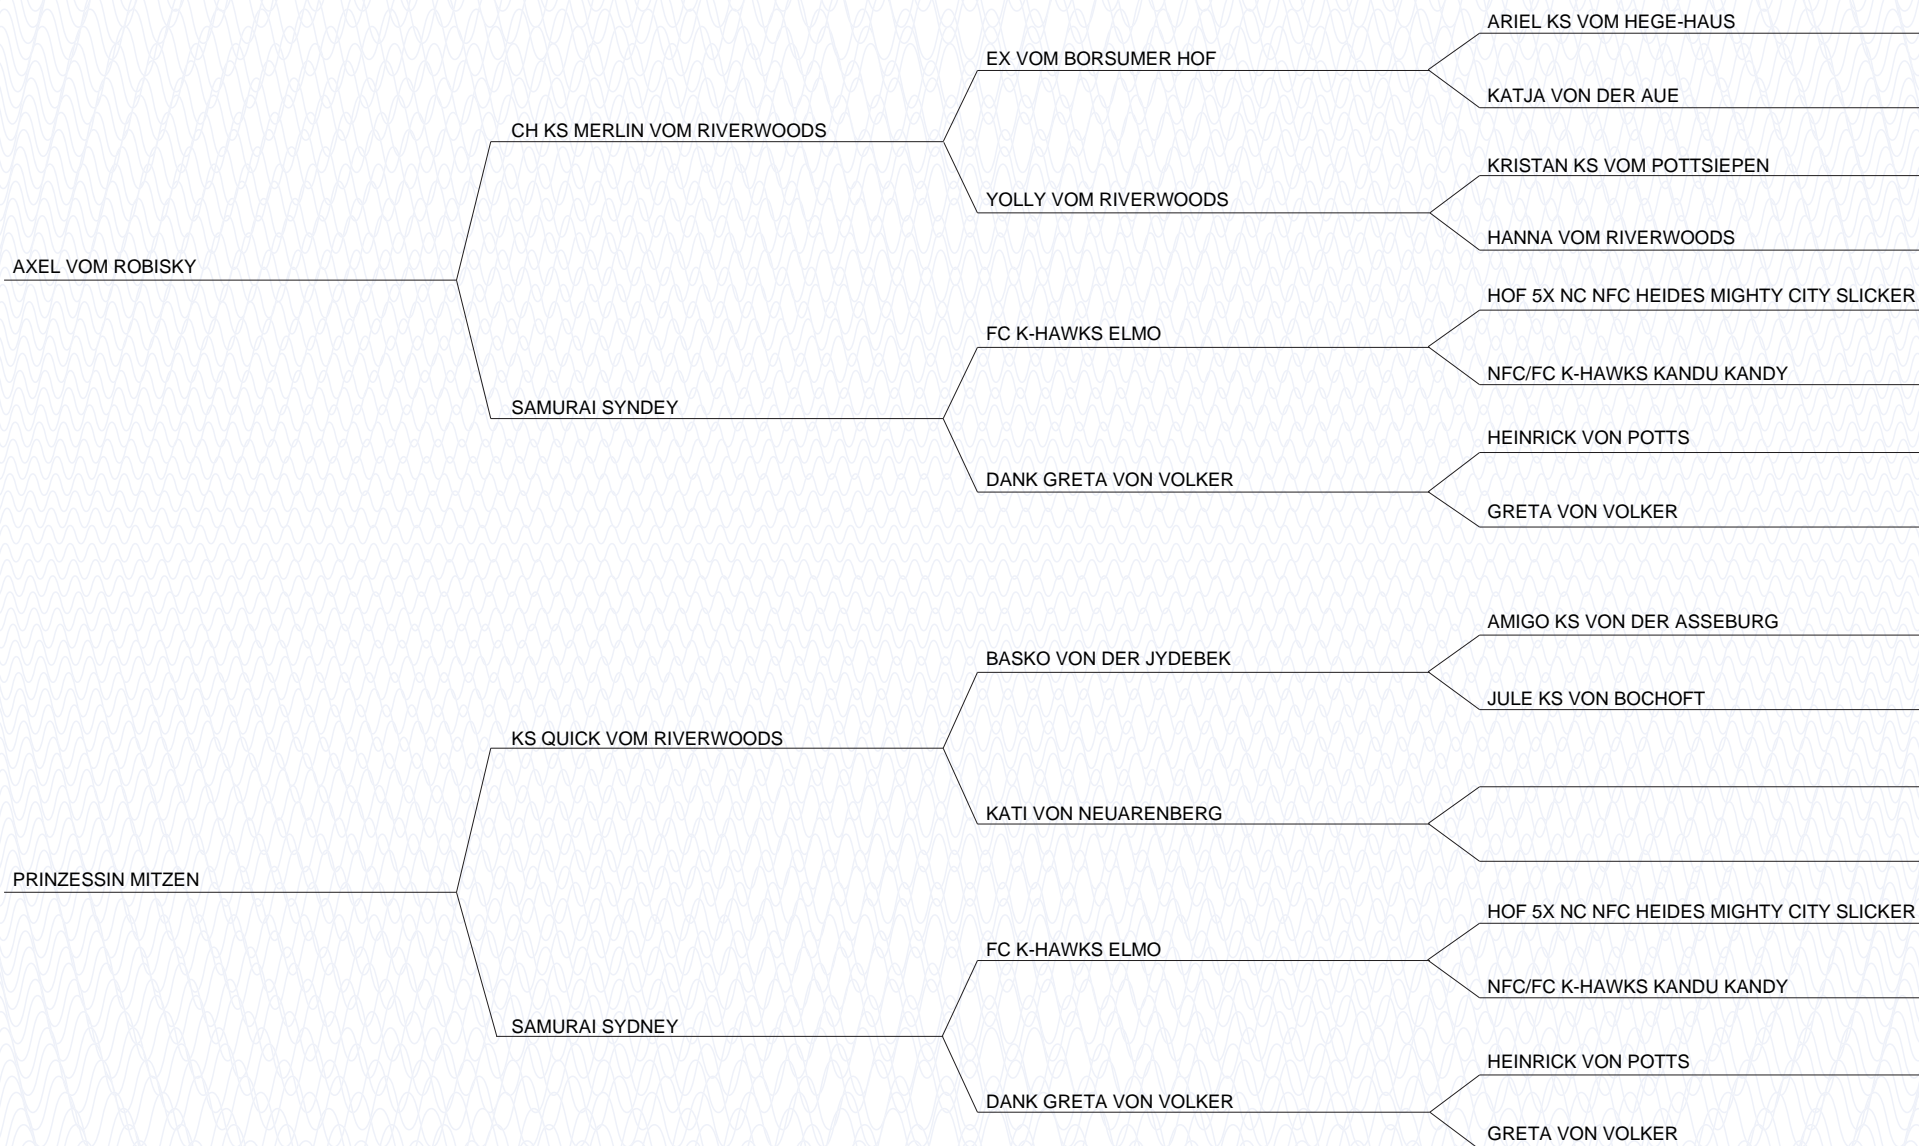 ARIEL KS VOM HEGE-HAUS
EX VOM BORSUMER HOF
KATJA VON DER AUE
CH KS MERLIN VOM RIVERWOODS
KRISTAN KS VOM POTTSIEPEN
YOLLY VOM RIVERWOODS
HANNA VOM RIVERWOODS
AXEL VOM ROBISKY
HOF 5X NC NFC HEIDES MIGHTY CITY SLICKER
FC K-HAWKS ELMO
NFC/FC K-HAWKS KANDU KANDY
SAMURAI SYNDEY
HEINRICK VON POTTS
DANK GRETA VON VOLKER
GRETA VON VOLKER
AMIGO KS VON DER ASSEBURG
BASKO VON DER JYDEBEK
JULE KS VON BOCHOFT
KS QUICK VOM RIVERWOODS
KATI VON NEUARENBERG
PRINZESSIN MITZEN
HOF 5X NC NFC HEIDES MIGHTY CITY SLICKER
FC K-HAWKS ELMO
NFC/FC K-HAWKS KANDU KANDY
SAMURAI SYDNEY
HEINRICK VON POTTS
DANK GRETA VON VOLKER
GRETA VON VOLKER